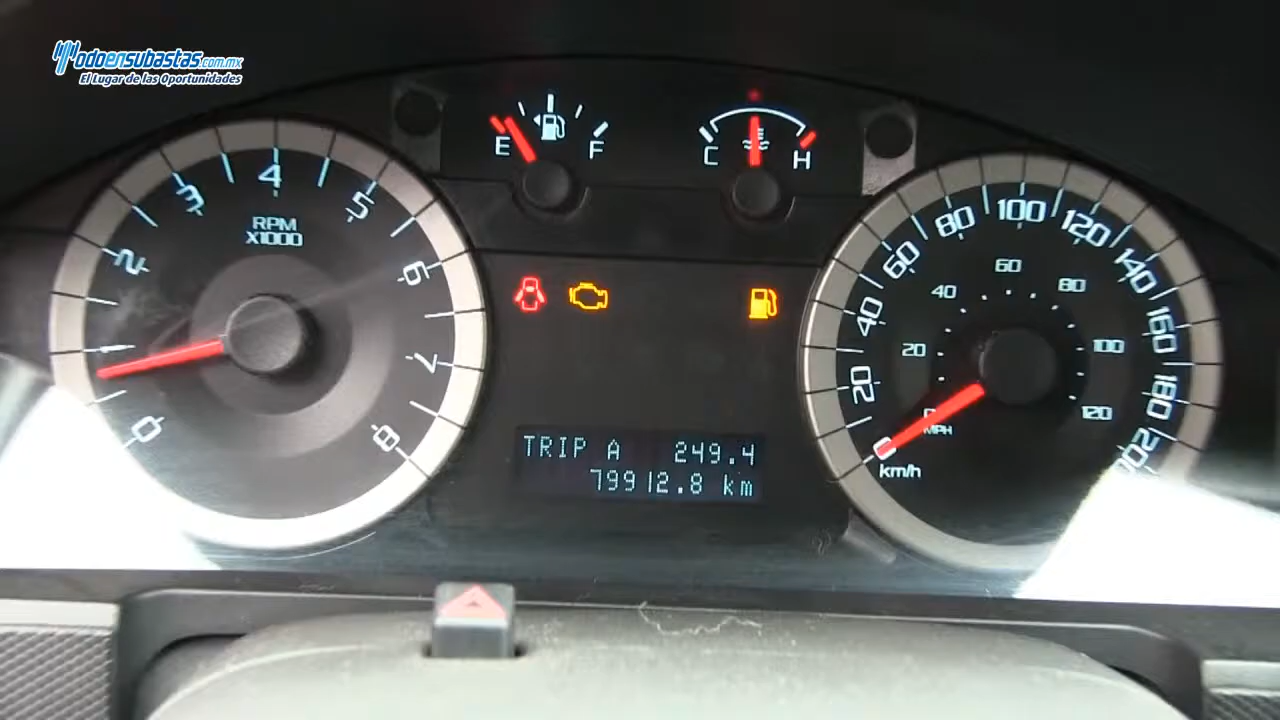 Todoensubastas.com.mx
El Lugar de las Oportunidades
E F
C H
0 1 2 3 4 5 6 7 8
RPM
X1000
0 20 40 60 80 100 120 140 160 180 200
0 20 40 60 80 100 120
MPH
km/h
TRIP A 249.4
79912.8 km